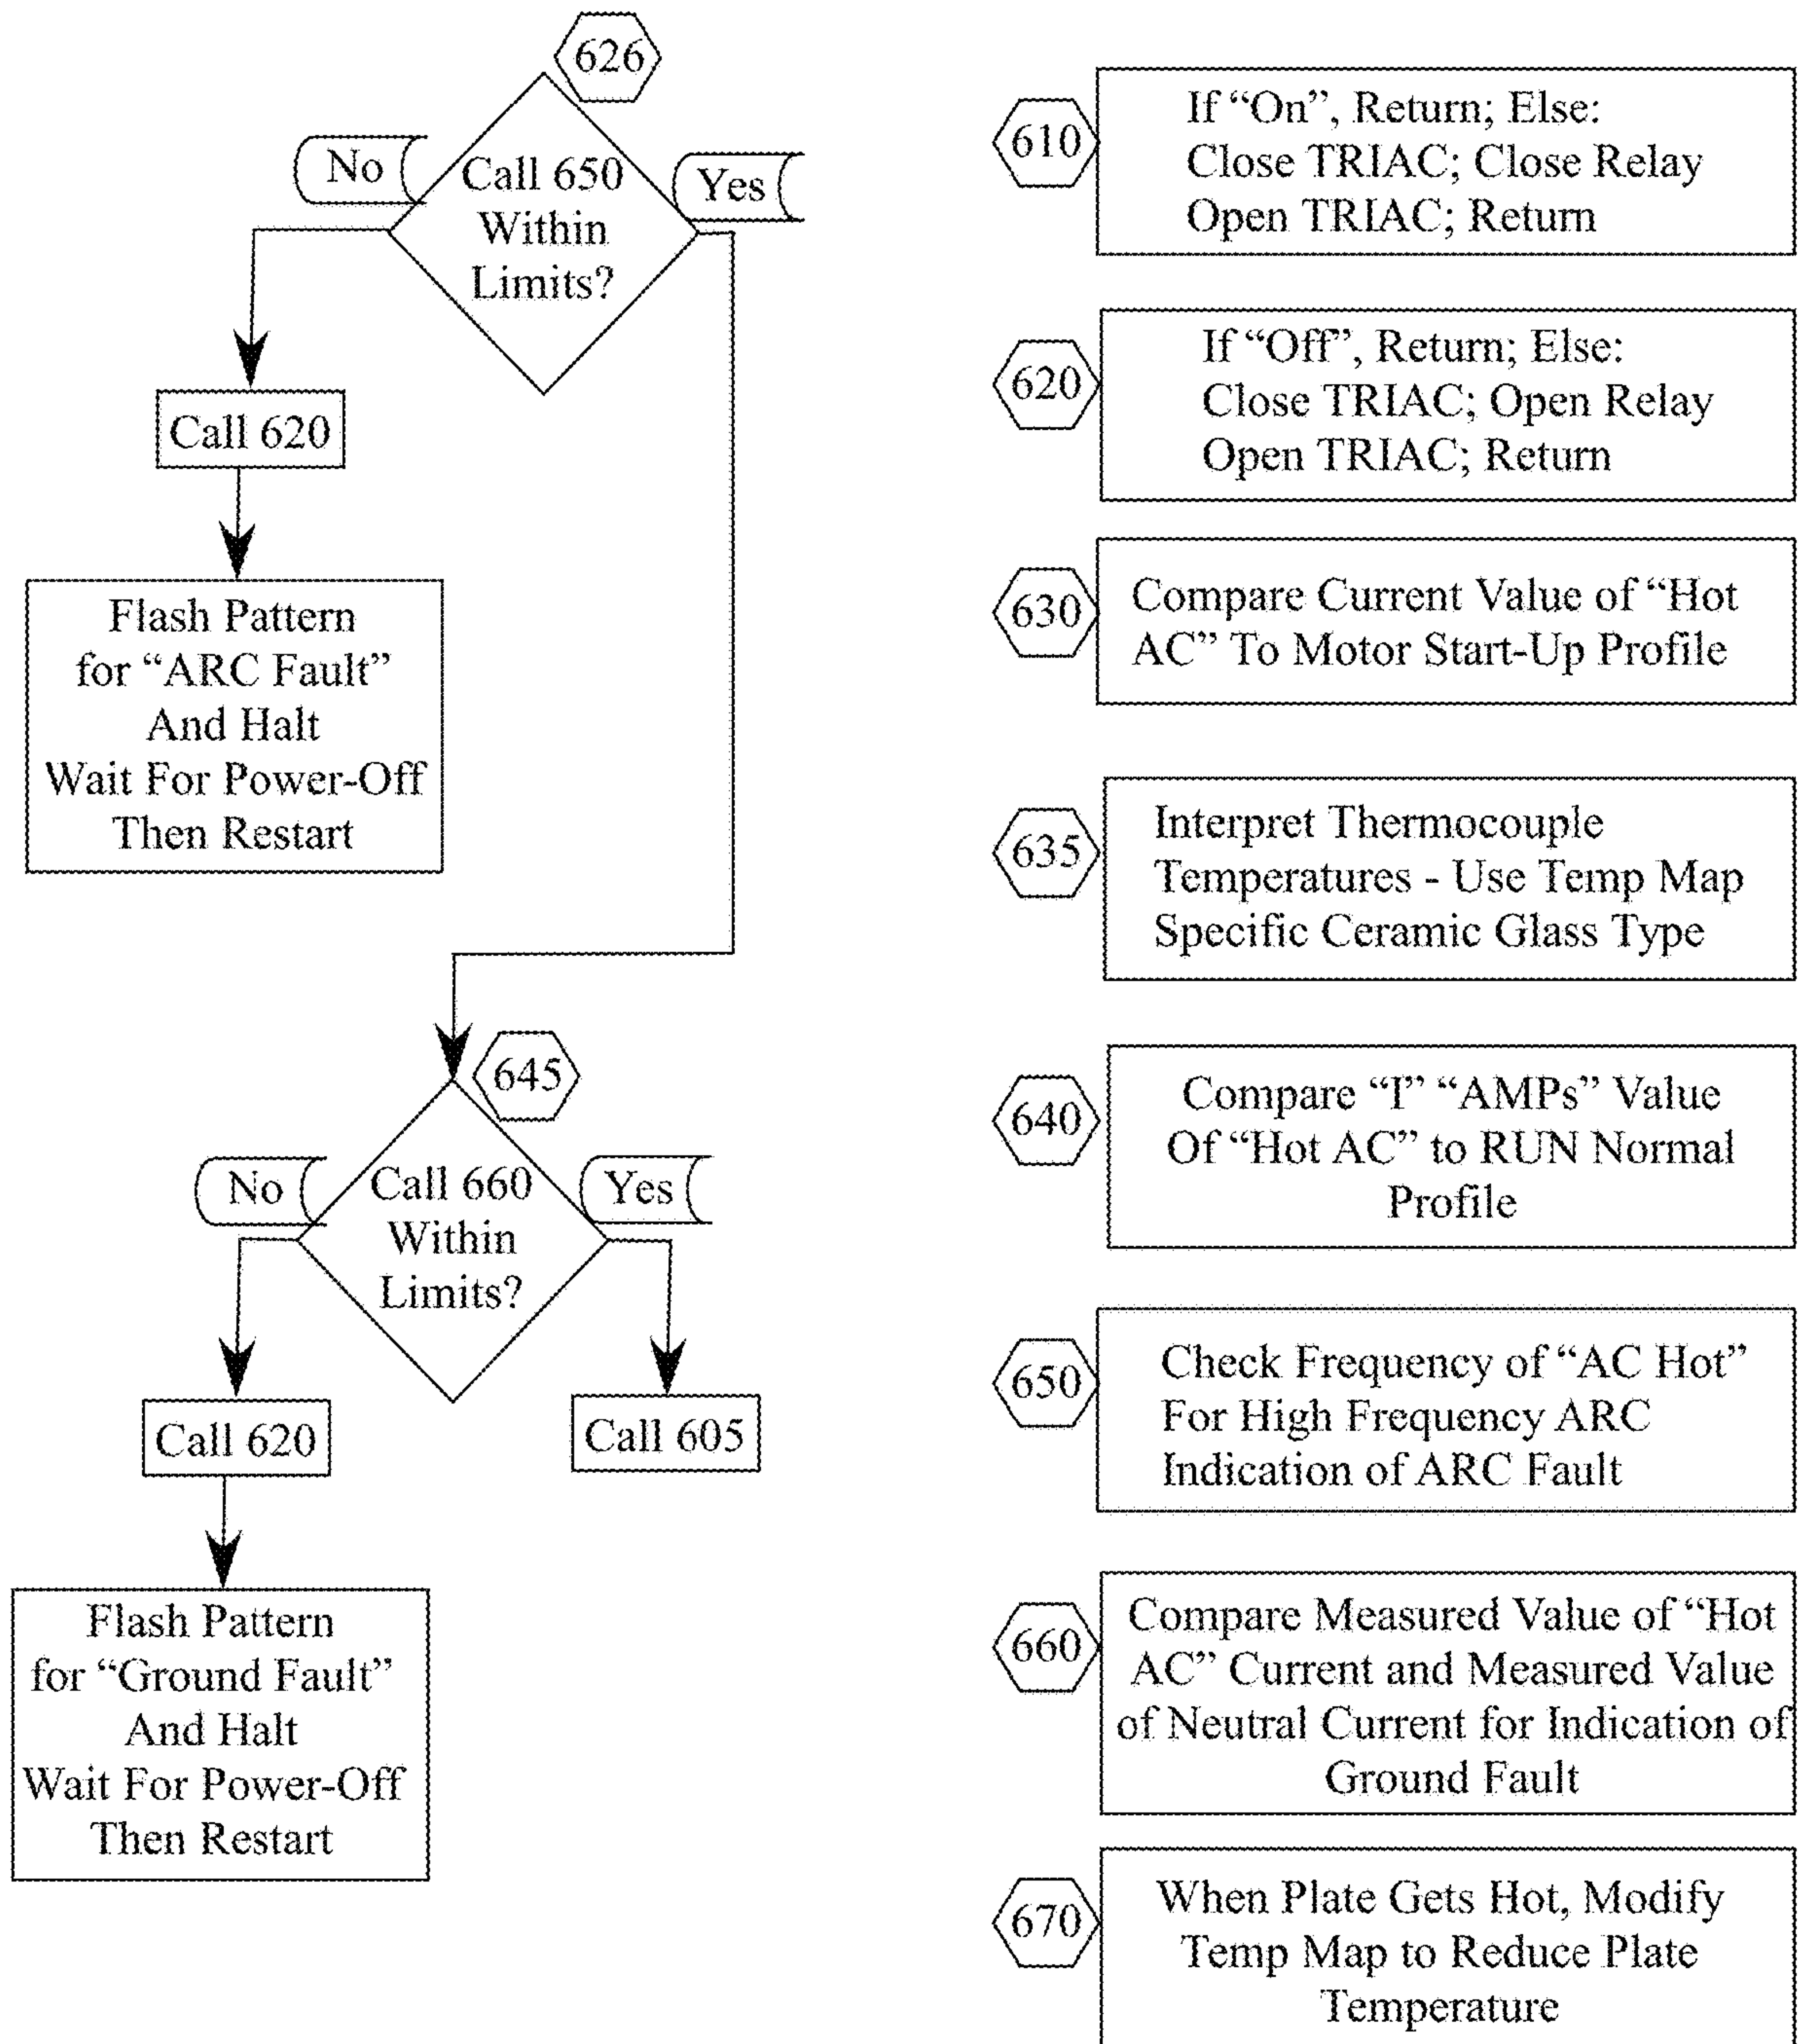 626
No
Yes
Call 650
Within
Limits?
Call 620
Flash Pattern
for “ARC Fault”
And Halt
Wait For Power-Off
Then Restart
645
No
Yes
Call 660
Within
Limits?
Call 620
Call 605
Flash Pattern
for “Ground Fault”
And Halt
Wait For Power-Off
Then Restart
610
If “On”, Return; Else:
Close TRIAC; Close Relay
Open TRIAC; Return
620
If “Off”, Return; Else:
Close TRIAC; Open Relay
Open TRIAC; Return
630
Compare Current Value of “Hot
AC” To Motor Start-Up Profile
635
Interpret Thermocouple
Temperatures - Use Temp Map
Specific Ceramic Glass Type
640
Compare “I” “AMPs” Value
Of “Hot AC” to RUN Normal
Profile
650
Check Frequency of “AC Hot”
For High Frequency ARC
Indication of ARC Fault
660
Compare Measured Value of “Hot
AC” Current and Measured Value
of Neutral Current for Indication of
Ground Fault
670
When Plate Gets Hot, Modify
Temp Map to Reduce Plate
Temperature